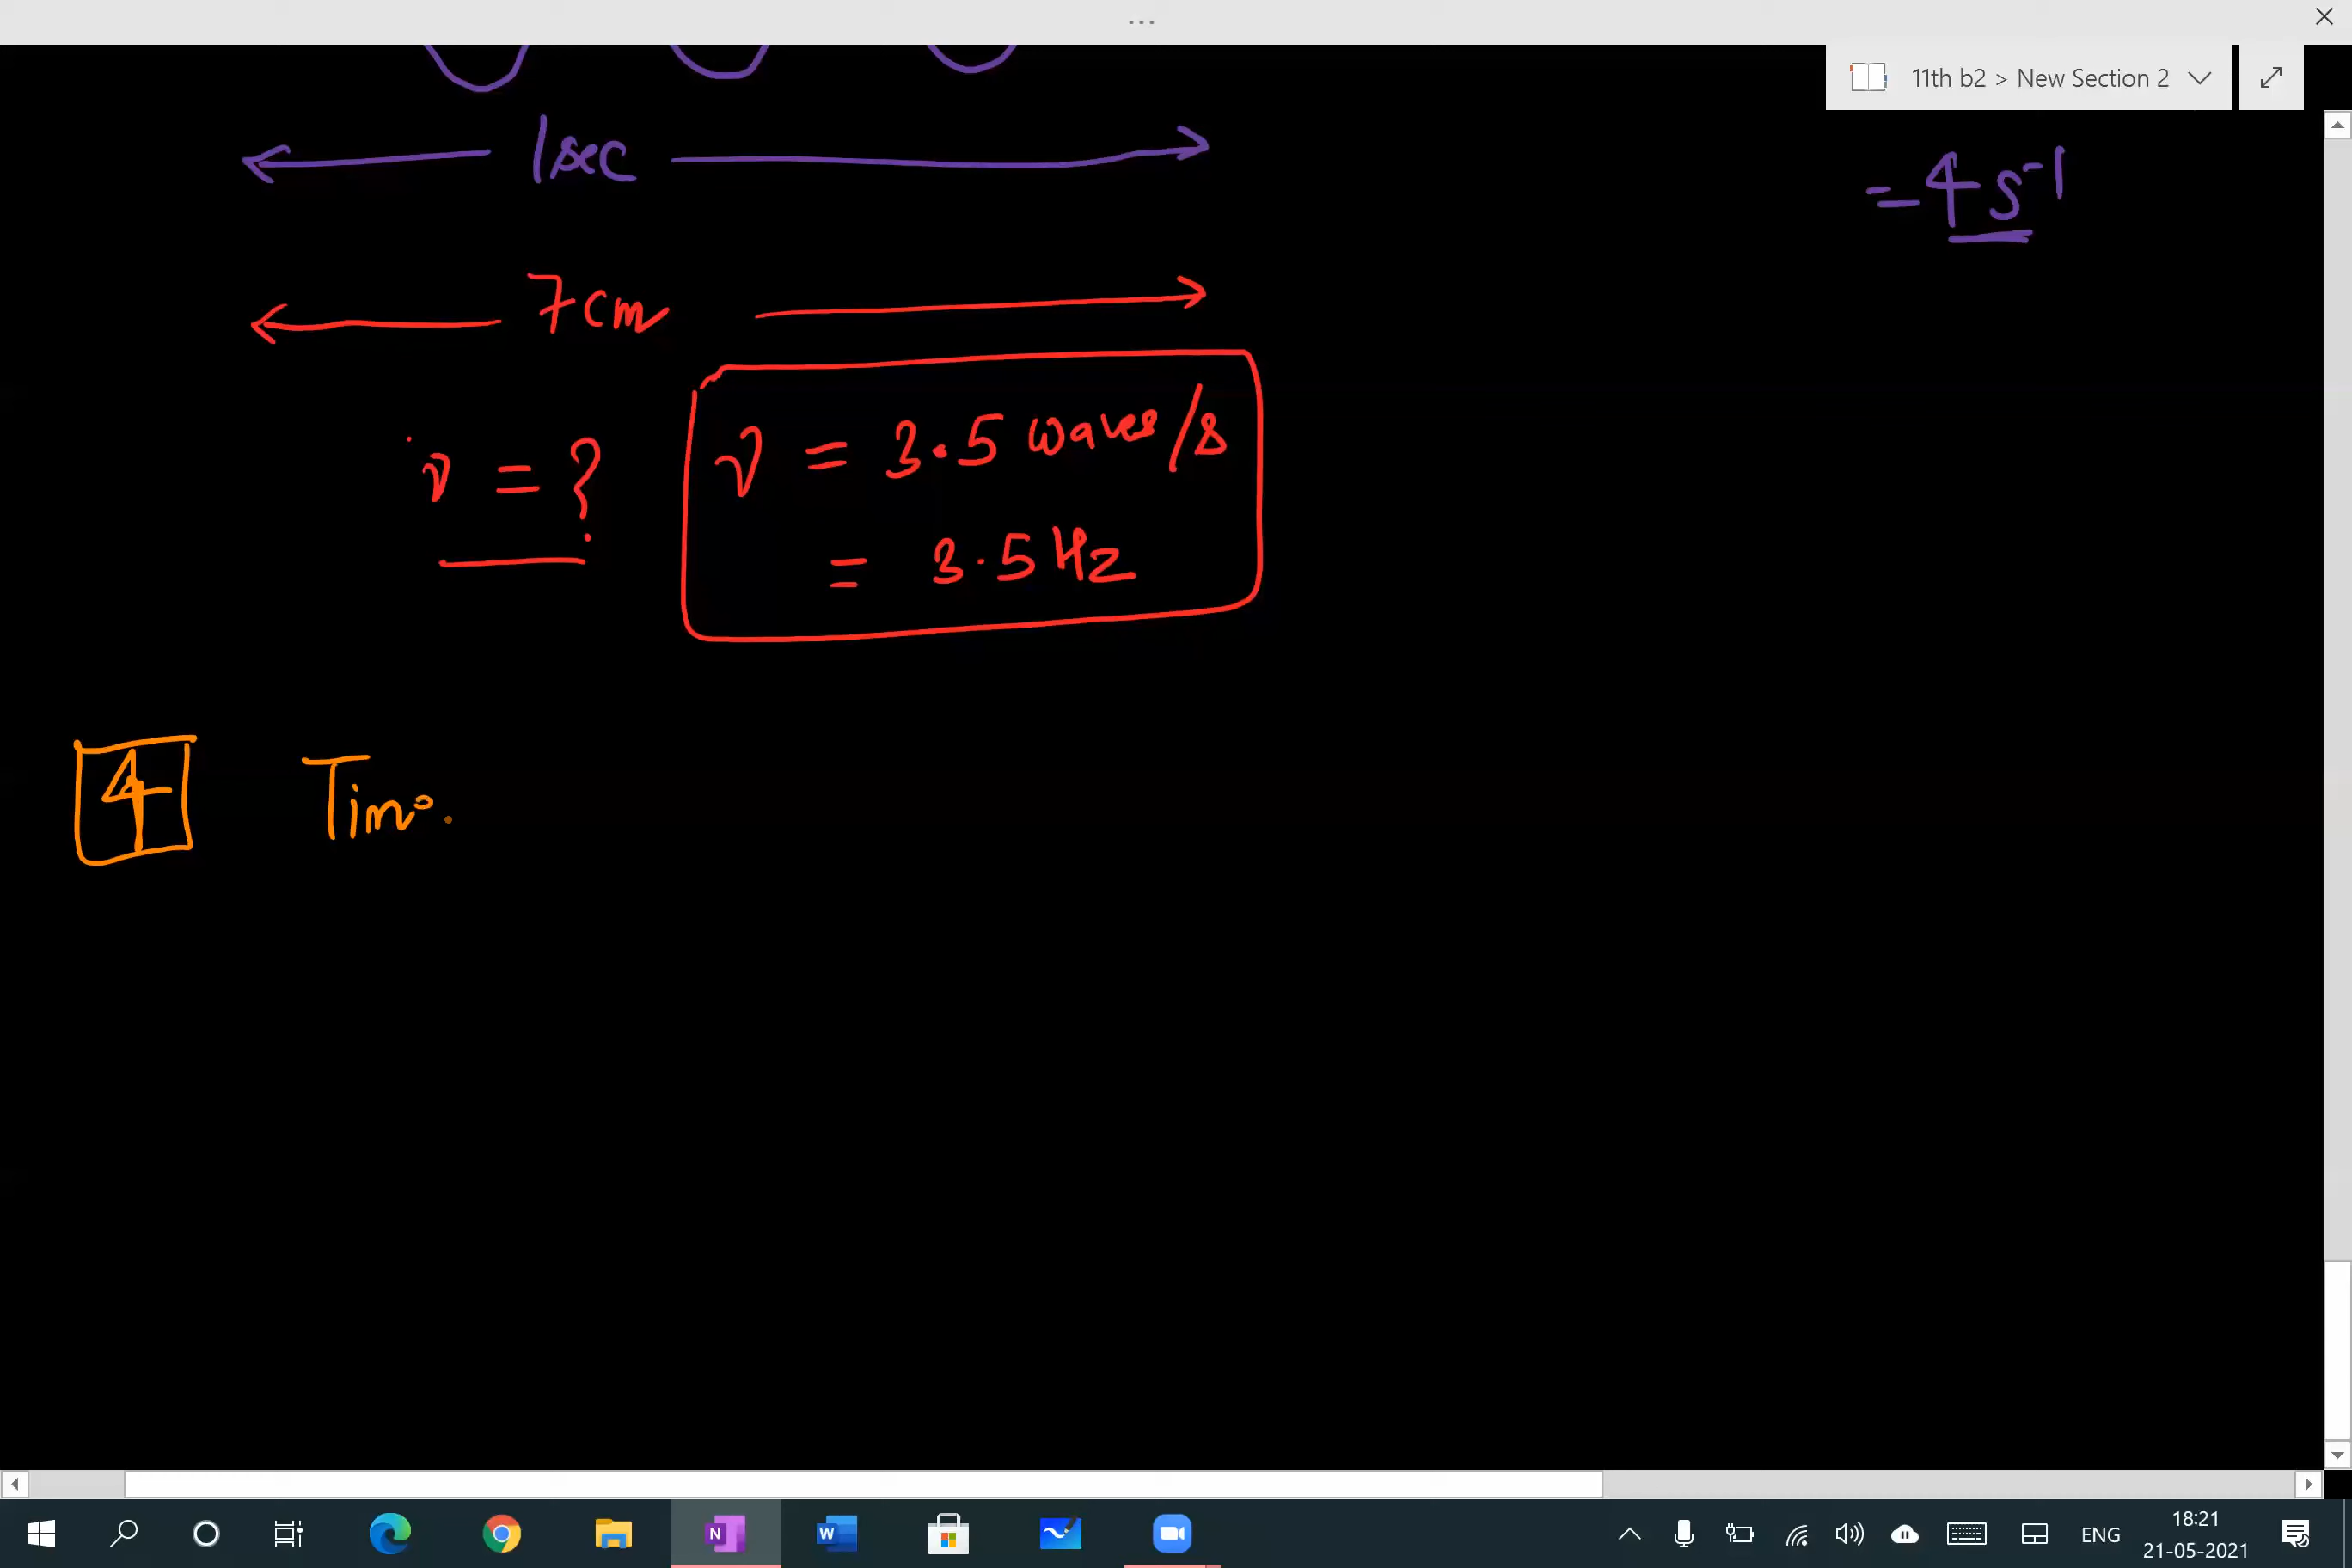 11th b2 > New Section 2
1sec
= 4 s⁻¹
7cm
ν = ?
ν = 3.5 waves/s
= 3.5 Hz
4 Time
ENG
18:21
21-05-2021